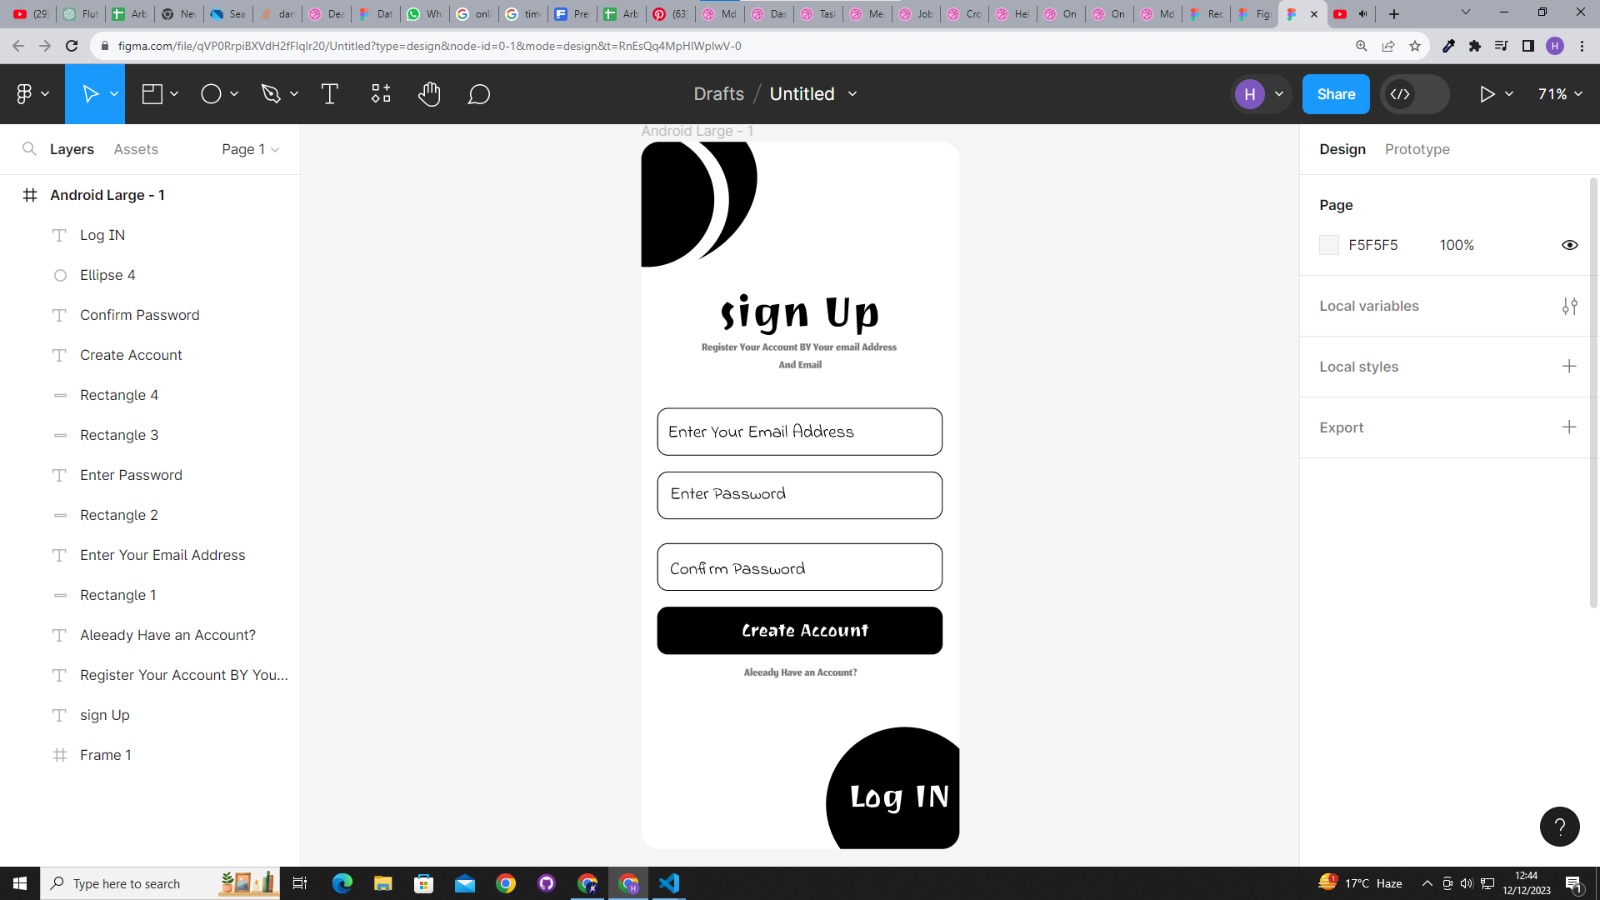 (29)
Flut
Arb
Nev
Sea
dar
Dea
Dat
Wh
onli
time
Pre
Arb
(63)
Md
Das
Tas
Me
Job
Cro
Hel
On
On
Md
Rec
Fig
figma.com/file/qVP0RrpiBXVdH2fFlqlr20/Untitled?type=design&node-id=0-1&mode=design&t=RnEsQq4MpHlWplwV-0
H
Drafts / Untitled
H
Share
71%
Layers
Assets
Page 1
Android Large - 1
Log IN
Ellipse 4
Confirm Password
Create Account
Rectangle 4
Rectangle 3
Enter Password
Rectangle 2
Enter Your Email Address
Rectangle 1
Aleeady Have an Account?
Register Your Account BY You...
sign Up
Frame 1
Android Large - 1
sign Up
Register Your Account BY Your email Address
And Email
Enter Your Email Address
Enter Password
Confirm Password
Create Account
Aleeady Have an Account?
Log IN
Design
Prototype
Page
F5F5F5
100%
Local variables
Local styles
Export
?
Type here to search
17°C Haze
12:44
12/12/2023
1